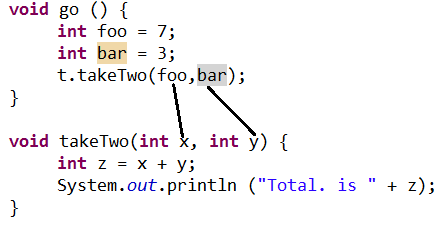 void go () {
int foo = 7;
int bar = 3;
t.takeTwo(foo,bar);
}
void takeTwo(int x, int y) {
int z = x + y;
System.out.println ("Total. is " + z);
}